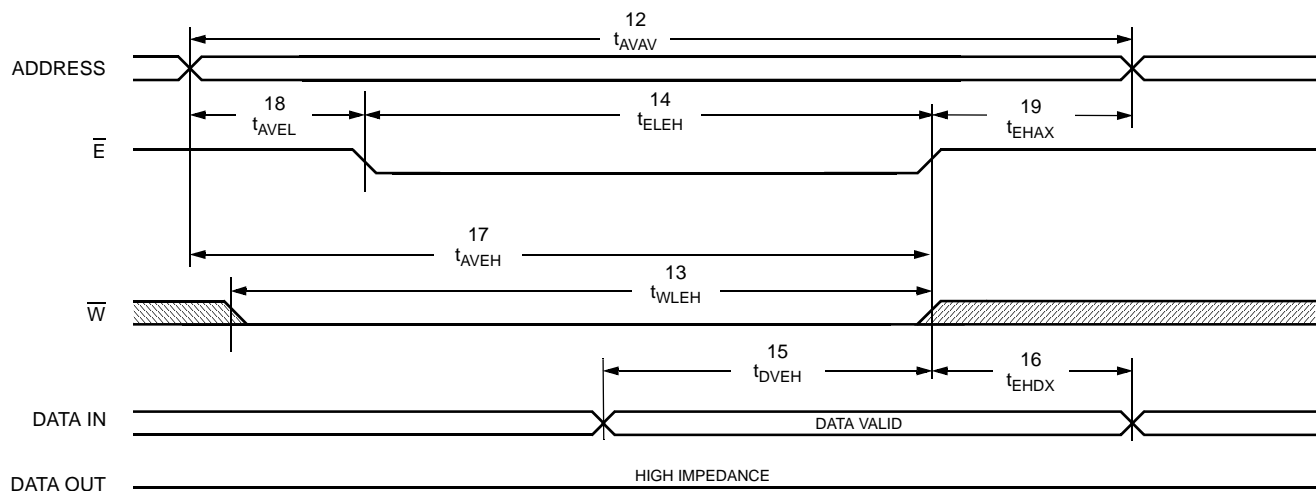 12
tAVAV
ADDRESS
18
tAVEL
14
tELEH
19
tEHAX
E
17
tAVEH
13
tWLEH
W
15
tDVEH
16
tEHDX
DATA IN
DATA VALID
DATA OUT
HIGH IMPEDANCE